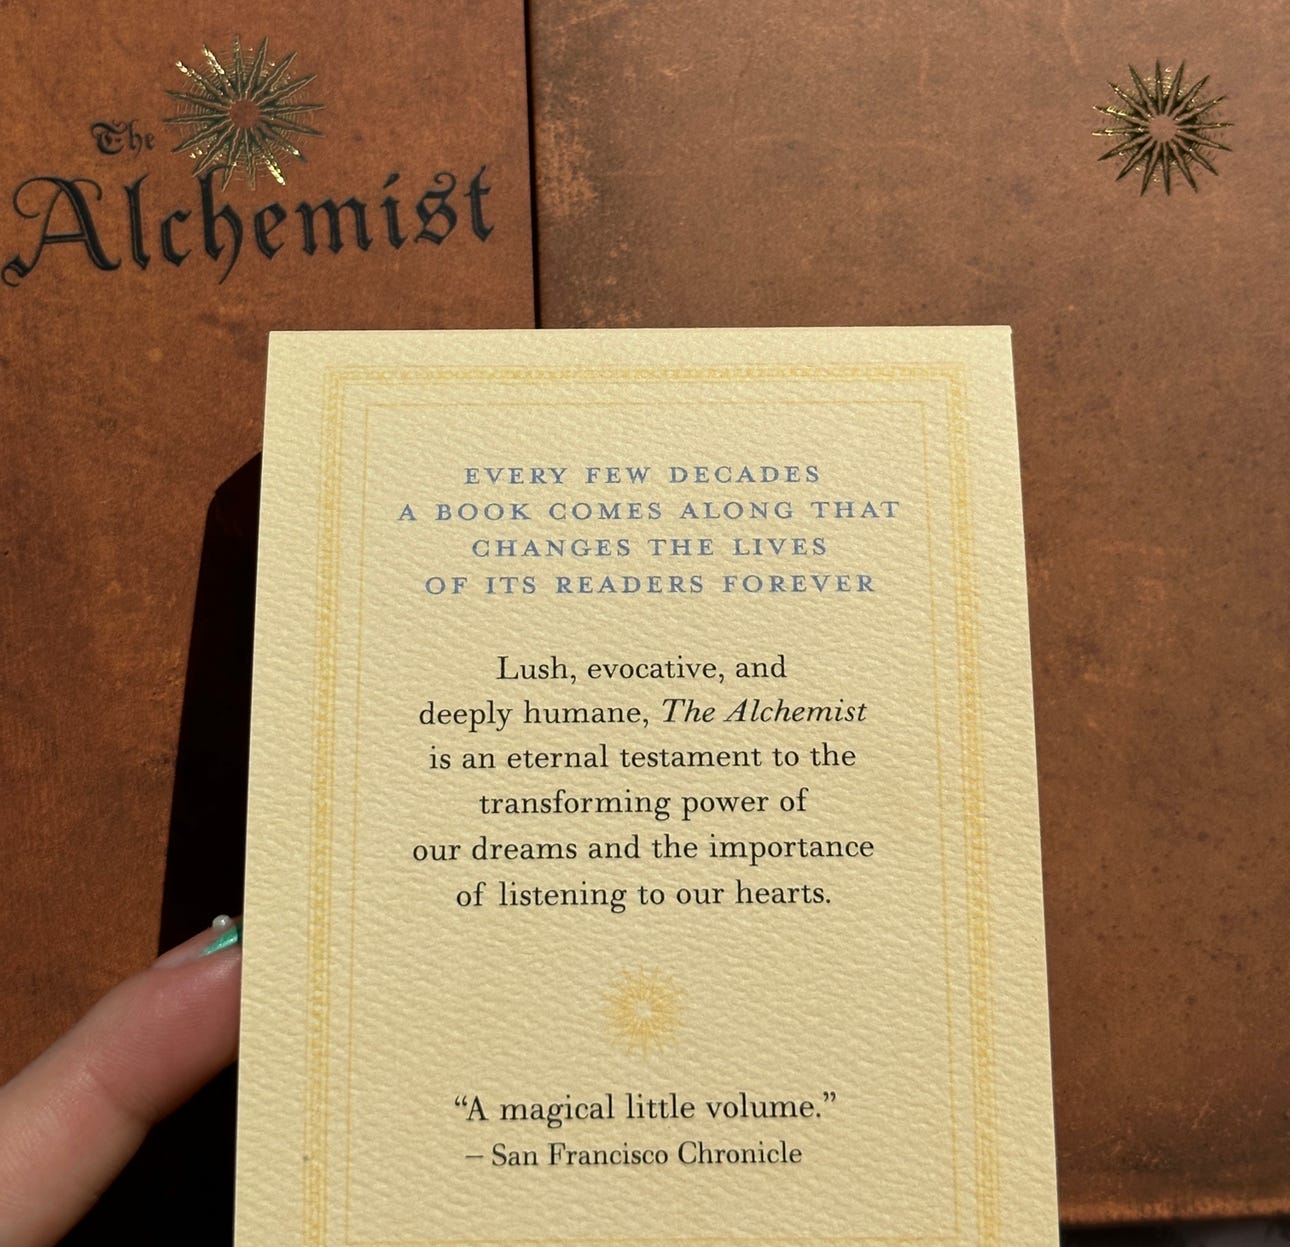 The
Alchemist
EVERY FEW DECADES
A BOOK COMES ALONG THAT
CHANGES THE LIVES
OF ITS READERS FOREVER
Lush, evocative, and
deeply humane, The Alchemist
is an eternal testament to the
transforming power of
our dreams and the importance
of listening to our hearts.
“A magical little volume.”
– San Francisco Chronicle